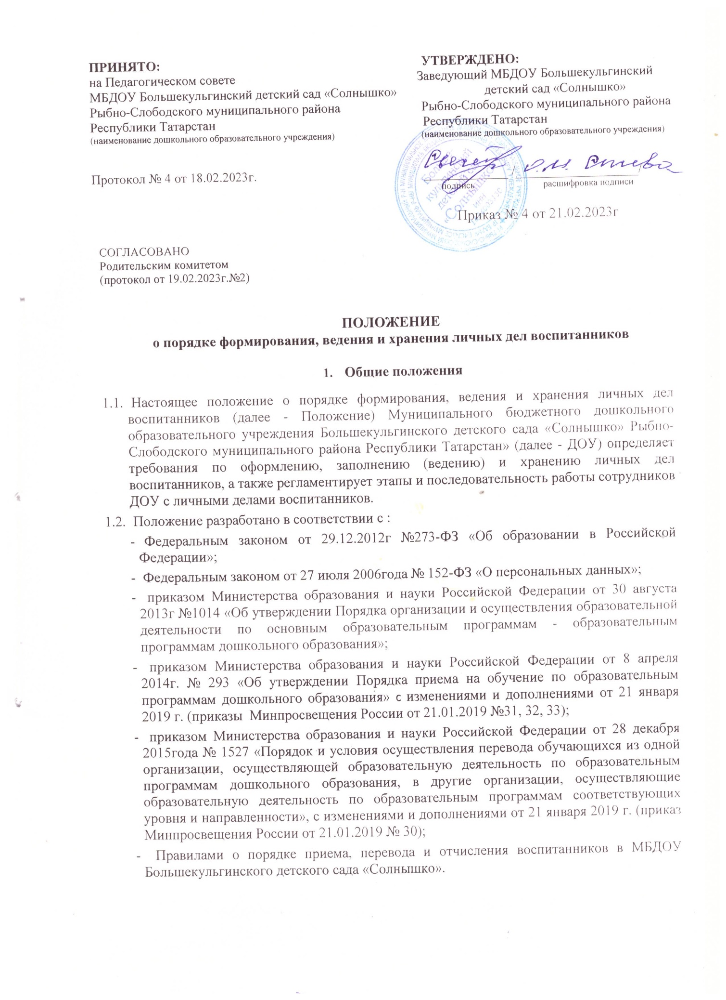 ПРИНЯТО:
на Педагогическом совете
МБДОУ Большекульгинский детский сад «Солнышко»
Рыбно-Слободского муниципального района
Республики Татарстан
(наименование дошкольного образовательного учреждения)
Протокол № 4 от 18.02.2023г.
УТВЕРЖДЕНО:
Заведующий МБДОУ Большекульгинский
детский сад «Солнышко»
Рыбно-Слободского муниципального района
Республики Татарстан
(наименование дошкольного образовательного учреждения)
подпись расшифровка подписи
Приказ № 4 от 21.02.2023г
Больше-
кульгинский
детский сад
«Солнышко»
ИНН
СОГЛАСОВАНО
Родительским комитетом
(протокол от 19.02.2023г.№2)
ПОЛОЖЕНИЕ
о порядке формирования, ведения и хранения личных дел воспитанников
1. Общие положения
1.1. Настоящее положение о порядке формирования, ведения и хранения личных дел
воспитанников (далее - Положение) Муниципального бюджетного дошкольного
образовательного учреждения Большекульгинского детского сада «Солнышко» Рыбно-
Слободского муниципального района Республики Татарстан» (далее - ДОУ) определяет
требования по оформлению, заполнению (ведению) и хранению личных дел
воспитанников, а также регламентирует этапы и последовательность работы сотрудников
ДОУ с личными делами воспитанников.
1.2. Положение разработано в соответствии с :
- Федеральным законом от 29.12.2012г №273-ФЗ «Об образовании в Российской
Федерации»;
- Федеральным законом от 27 июля 2006года № 152-ФЗ «О персональных данных»;
- приказом Министерства образования и науки Российской Федерации от 30 августа
2013г №1014 «Об утверждении Порядка организации и осуществления образовательной
деятельности по основным образовательным программам - образовательным
программам дошкольного образования»;
- приказом Министерства образования и науки Российской Федерации от 8 апреля
2014г. № 293 «Об утверждении Порядка приема на обучение по образовательным
программам дошкольного образования» с изменениями и дополнениями от 21 января
2019 г. (приказы Минпросвещения России от 21.01.2019 №31, 32, 33);
- приказом Министерства образования и науки Российской Федерации от 28 декабря
2015года № 1527 «Порядок и условия осуществления перевода обучающихся из одной
организации, осуществляющей образовательную деятельность по образовательным
программам дошкольного образования, в другие организации, осуществляющие
образовательную деятельность по образовательным программам соответствующих
уровня и направленности», с изменениями и дополнениями от 21 января 2019 г. (приказ
Минпросвещения России от 21.01.2019 № 30);
- Правилами о порядке приема, перевода и отчисления воспитанников в МБДОУ
Большекульгинского детского сада «Солнышко».